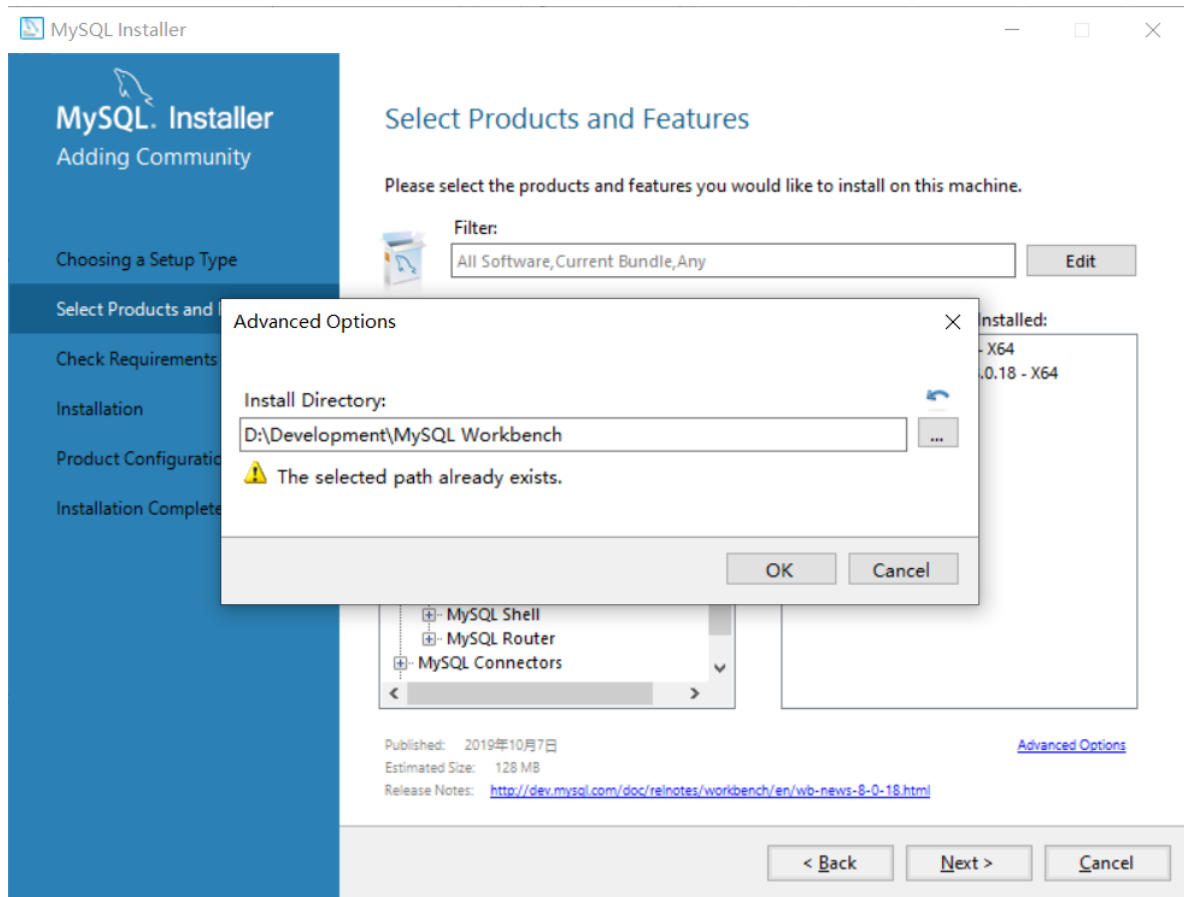 MySQL Installer
MySQL. Installer
Adding Community
Choosing a Setup Type
Select Products and
Check Requirements
Installation
Product Configuratio
Installation Complete
Select Products and Features
Please select the products and features you would like to install on this machine.
Filter:
All Software,Current Bundle,Any
Edit
Installed:
- X64
.0.18 - X64
Advanced Options
Install Directory:
D:\Development\MySQL Workbench
...
The selected path already exists.
OK
Cancel
MySQL Shell
MySQL Router
MySQL Connectors
Published: 2019年10月7日
Advanced Options
Estimated Size: 128 MB
Release Notes: http://dev.mysql.com/doc/relnotes/workbench/en/wb-news-8-0-18.html
< Back
Next >
Cancel